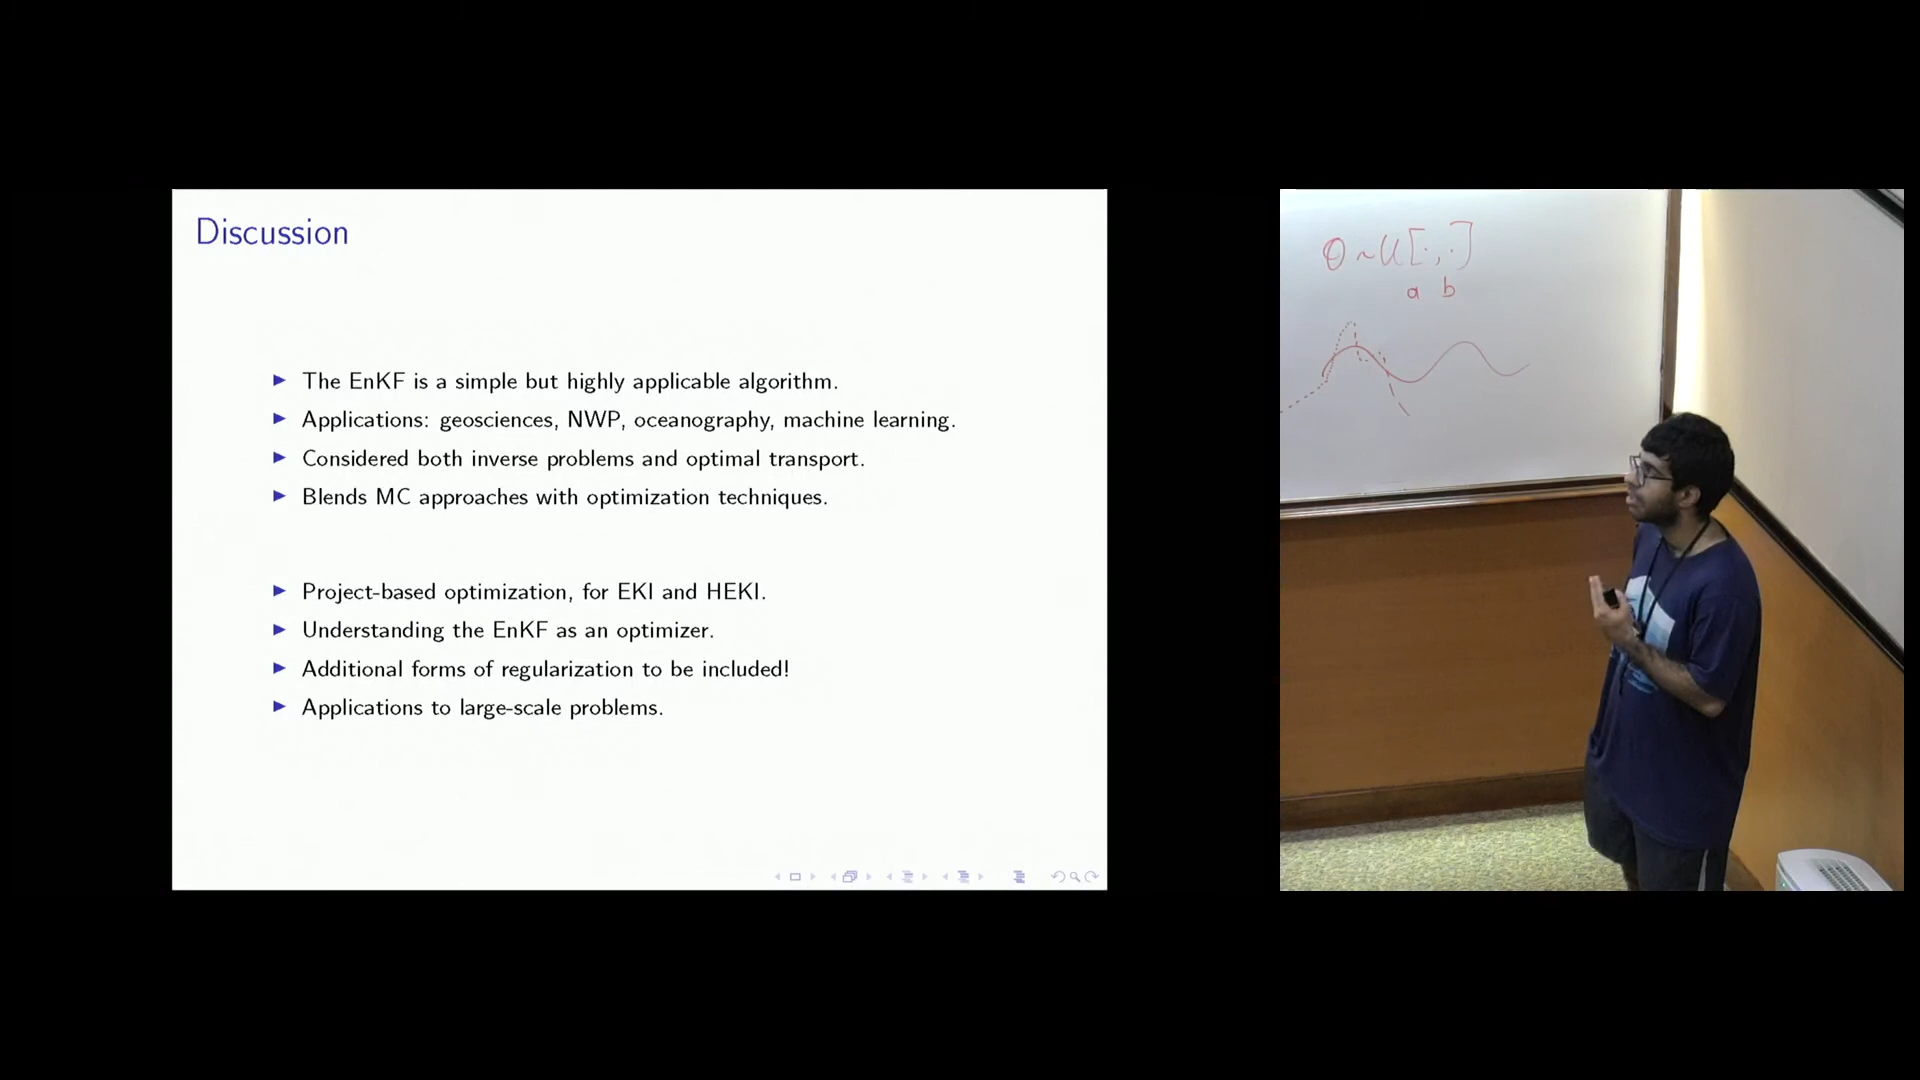 Discussion
The EnKF is a simple but highly applicable algorithm.
Applications: geosciences, NWP, oceanography, machine learning.
Considered both inverse problems and optimal transport.
Blends MC approaches with optimization techniques.
Project-based optimization, for EKI and HEKI.
Understanding the EnKF as an optimizer.
Additional forms of regularization to be included!
Applications to large-scale problems.
Θ ~ U[·,·]
a b